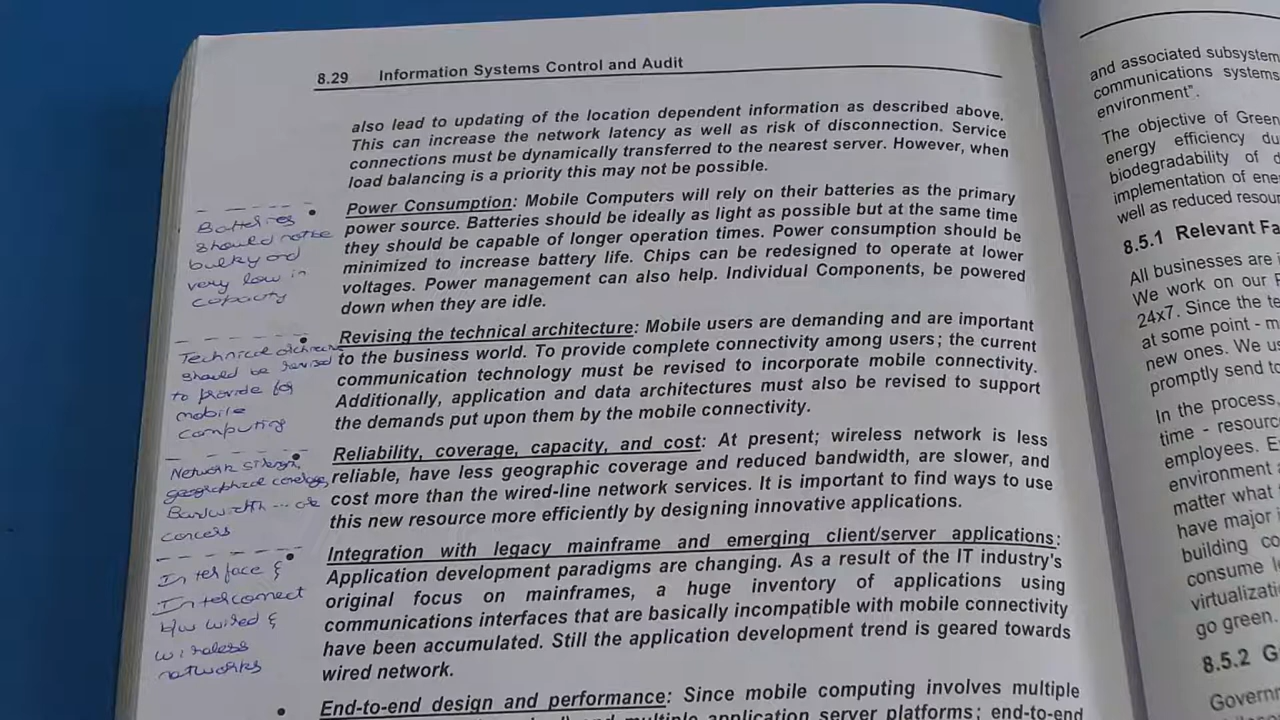 8.29 Information Systems Control and Audit
also lead to updating of the location dependent information as described above.
This can increase the network latency as well as risk of disconnection. Service
connections must be dynamically transferred to the nearest server. However, when
load balancing is a priority this may not be possible.
• Power Consumption: Mobile Computers will rely on their batteries as the primary
power source. Batteries should be ideally as light as possible but at the same time
they should be capable of longer operation times. Power consumption should be
minimized to increase battery life. Chips can be redesigned to operate at lower
voltages. Power management can also help. Individual Components, be powered
down when they are idle.
• Revising the technical architecture: Mobile users are demanding and are important
to the business world. To provide complete connectivity among users; the current
communication technology must be revised to incorporate mobile connectivity.
Additionally, application and data architectures must also be revised to support
the demands put upon them by the mobile connectivity.
• Reliability, coverage, capacity, and cost: At present; wireless network is less
reliable, have less geographic coverage and reduced bandwidth, are slower, and
cost more than the wired-line network services. It is important to find ways to use
this new resource more efficiently by designing innovative applications.
• Integration with legacy mainframe and emerging client/server applications:
Application development paradigms are changing. As a result of the IT industry's
original focus on mainframes, a huge inventory of applications using
communications interfaces that are basically incompatible with mobile connectivity
have been accumulated. Still the application development trend is geared towards
wired network.
• End-to-end design and performance: Since mobile computing involves multiple
and multiple application server platforms; end-to-end
Batteries
should not be
bulky and
very low in
capacity
Technical
should be revised
to provide for
mobile
computing
Network
geographical coverage,
Bandwidth ...
concerns
Interface &
Interconnect
b/w wired &
wireless
networks
and associated subsystem
communications systems
environment".
The objective of Green
energy efficiency du
biodegradability of
implementation of ene
well as reduced resour
8.5.1 Relevant Fa
All businesses are
We work on our
24x7. Since the te
at some point - m
new ones. We us
promptly send to
In the process,
time - resourc
employees. E
environment
matter what
have major i
building co
consume
virtualizati
go green.
8.5.2 G
Governm